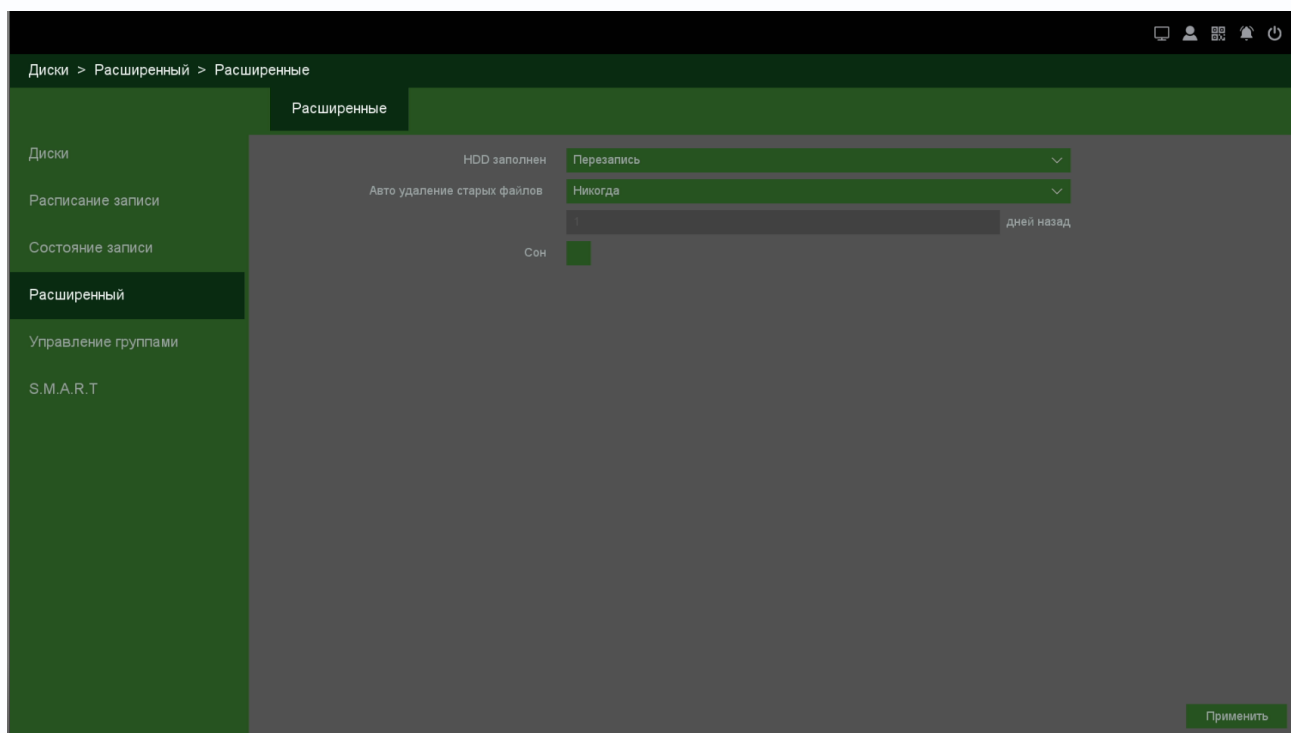 Диски > Расширенный > Расширенные
Расширенные
Диски
Расписание записи
Состояние записи
Расширенный
Управление группами
S.M.A.R.T
HDD заполнен
Перезапись
Авто удаление старых файлов
Никогда
1
дней назад
Сон
Применить